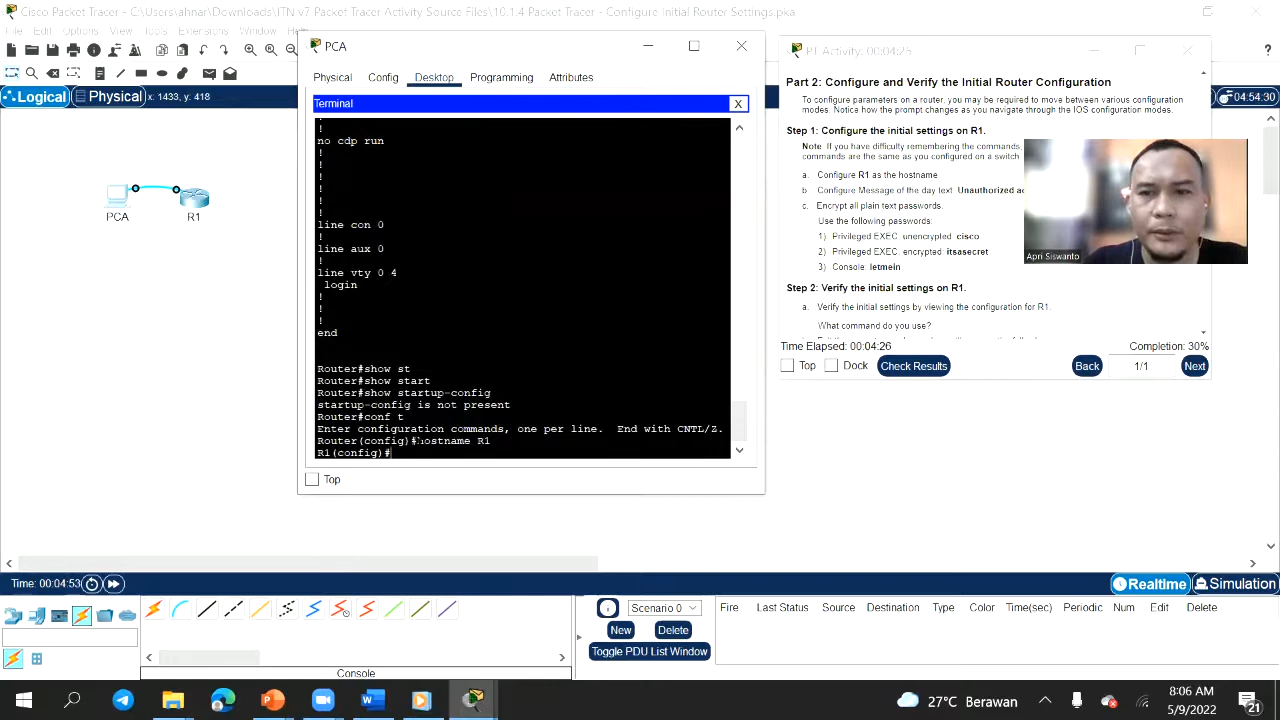 Cisco Packet Tracer - C:\Users\ahnar\Downloads\ITN v7 Packet Tracer Activity Source Files\10.1.4 Packet Tracer - Configure Initial Router Settings.pka
File Edit Options View Tools Extensions Window
Logical Physical x: 1433, y: 418
04:54:30
PCA
R1
PCA
Physical Config Desktop Programming Attributes
Terminal
X
!
!
no cdp run
!
!
!
!
!
!
line con 0
!
line aux 0
!
line vty 0 4
login
!
!
!
end
Router#show st
Router#show start
Router#show startup-config
startup-config is not present
Router#conf t
Enter configuration commands, one per line. End with CNTL/Z.
Router(config)#hostname R1
R1(config)#
Top
PT Activity: 00:04:25
Part 2: Configure and Verify the Initial Router Configuration
To configure parameters on a router, you may be required to move between various configuration
modes. Notice how the prompt changes as you navigate through the IOS configuration modes.
Step 1: Configure the initial settings on R1.
Note If you have difficulty remembering the commands,
commands are the same as you configured on a switch
a. Configure R1 as the hostname
b. Configure Message of the day text Unauthorized ac
c. Encrypt all plain text passwords.
Use the following passwords:
1) Privileged EXEC, unencrypted cisco
2) Privileged EXEC, encrypted itsasecret
3) Console: letmein
Step 2: Verify the initial settings on R1.
a. Verify the initial settings by viewing the configuration for R1.
What command do you use?
Time Elapsed: 00:04:26 Completion: 30%
Top Dock Check Results Back 1/1 Next
Apri Siswanto
Time: 00:04:53
Realtime Simulation
Console
Scenario 0
New Delete
Toggle PDU List Window
Fire Last Status Source Destination Type Color Time(sec) Periodic Num Edit Delete
27°C Berawan
8:06 AM
5/9/2022
21